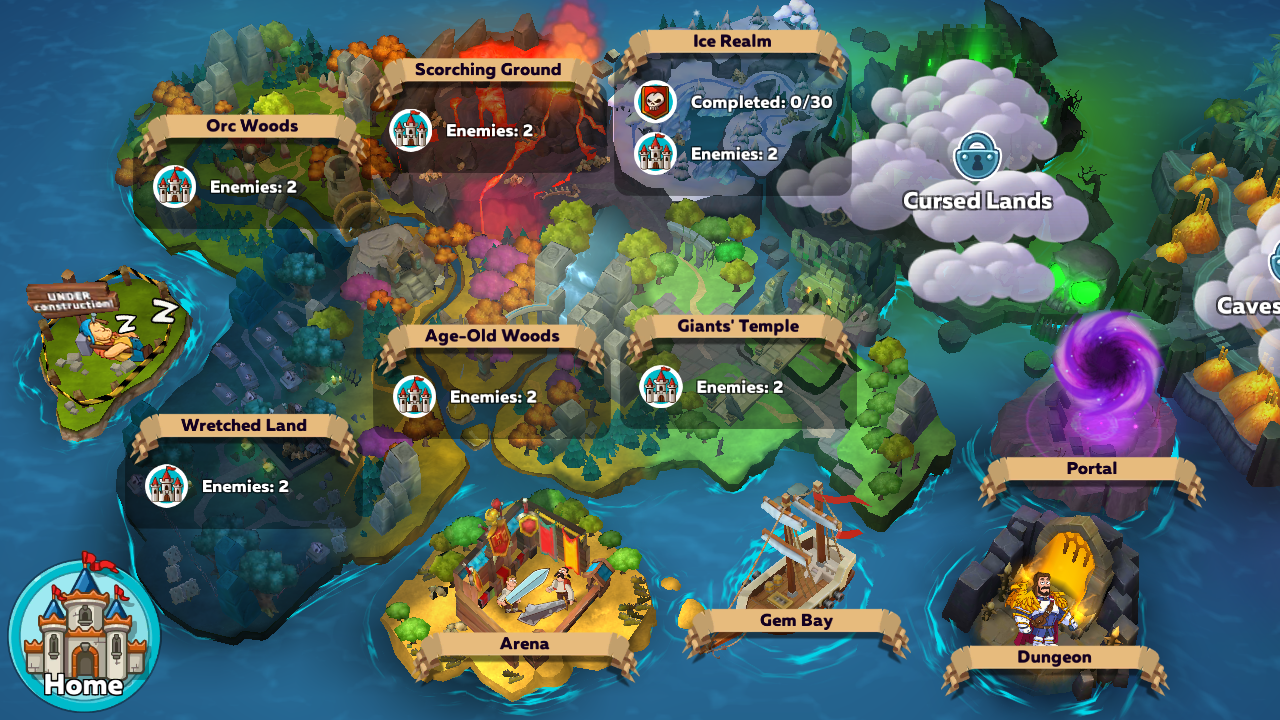 Ice Realm
Completed: 0/30
Enemies: 2
Scorching Ground
Enemies: 2
Orc Woods
Enemies: 2
Cursed Lands
UNDER
construction!
Z
Z
Caves
Age-Old Woods
Enemies: 2
Giants' Temple
Enemies: 2
Wretched Land
Enemies: 2
Portal
Arena
Gem Bay
Dungeon
Home